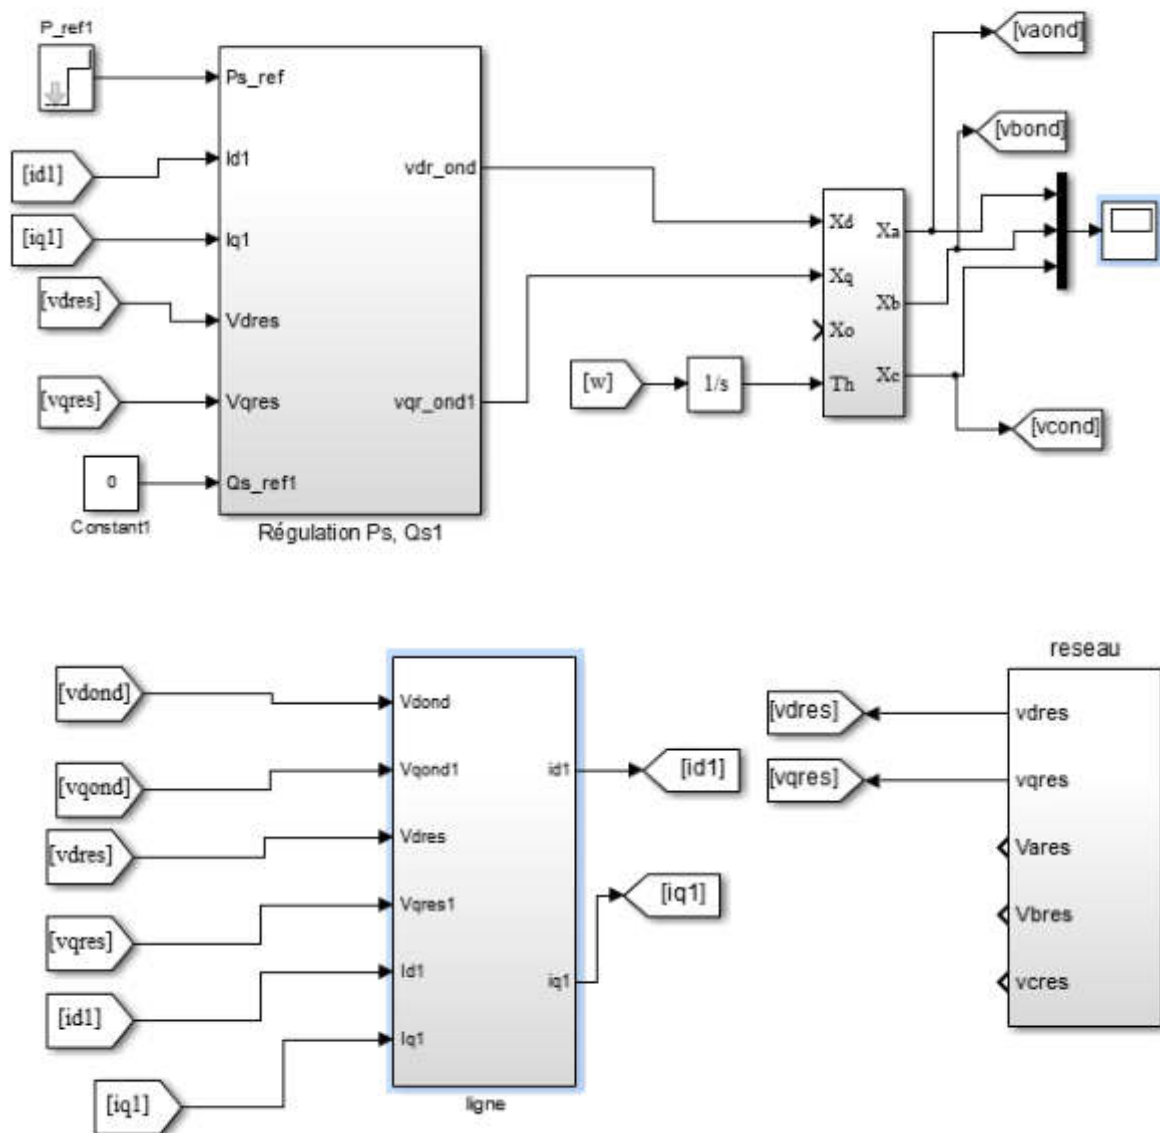 P_ref1
Ps_ref
[id1]
Id1
[iq1]
Iq1
[vdres]
Vdres
[vqres]
Vqres
0
Qs_ref1
Constant1
vdr_ond
vqr_ond1
Régulation Ps, Qs1
[w]
1/s
Xd
Xq
Xo
Th
Xa
Xb
Xc
[vaond]
[vbond]
[vcond]
[vdond]
[vqond]
[vdres]
[vqres]
[id1]
[iq1]
Vdond
Vqond1
Vdres
Vqres1
Id1
Iq1
id1
iq1
ligne
[id1]
[iq1]
reseau
[vdres]
[vqres]
vdres
vqres
Vares
Vbres
vcres